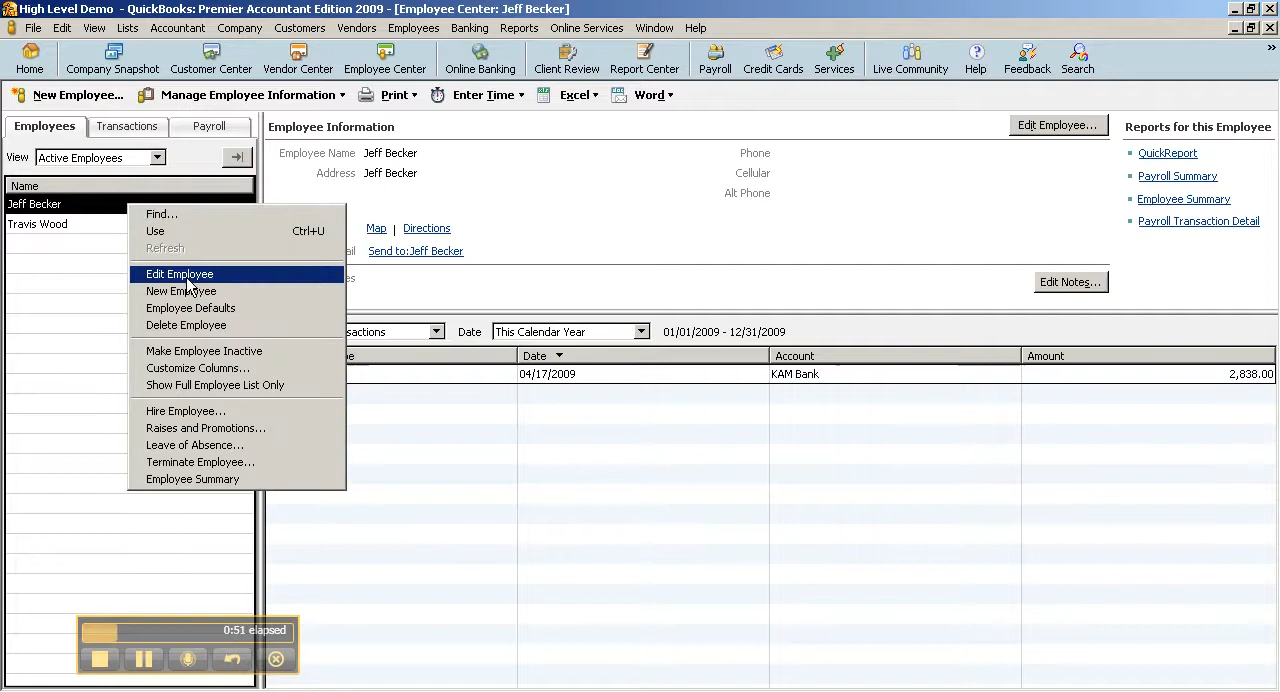 High Level Demo - QuickBooks: Premier Accountant Edition 2009 - [Employee Center: Jeff Becker]
File Edit View Lists Accountant Company Customers Vendors Employees Banking Reports Online Services Window Help
Home Company Snapshot Customer Center Vendor Center Employee Center Online Banking Client Review Report Center Payroll Credit Cards Services Live Community Help Feedback Search
New Employee... Manage Employee Information Print Enter Time Excel Word
Employees Transactions Payroll
View Active Employees
Name
Jeff Becker
Travis Wood
Find...
Use Ctrl+U
Refresh
Edit Employee
New Employee
Employee Defaults
Delete Employee
Make Employee Inactive
Customize Columns...
Show Full Employee List Only
Hire Employee...
Raises and Promotions...
Leave of Absence...
Terminate Employee...
Employee Summary
Employee Information Edit Employee...
Employee Name Jeff Becker Phone
Address Jeff Becker Cellular
Alt Phone
Map | Directions
ail Send to:Jeff Becker
es Edit Notes...
Reports for this Employee
QuickReport
Payroll Summary
Employee Summary
Payroll Transaction Detail
sactions Date This Calendar Year 01/01/2009 - 12/31/2009
pe Date Account Amount
04/17/2009 KAM Bank 2,838.00
0:51 elapsed